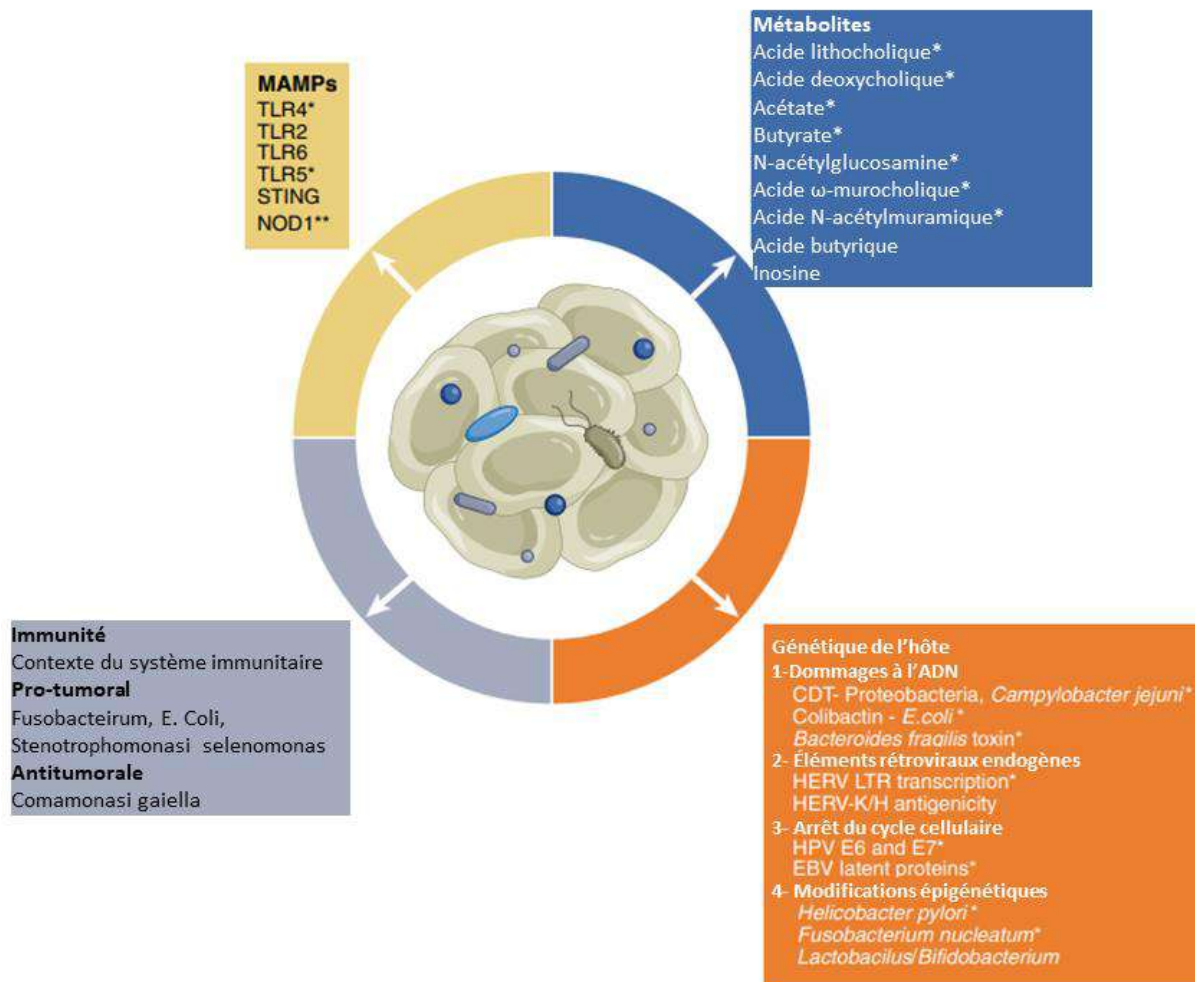 MAMPs
TLR4*
TLR2
TLR6
TLR5*
STING
NOD1**
Métabolites
Acide lithocholique*
Acide deoxycholique*
Acétate*
Butyrate*
N-acétylglucosamine*
Acide ω-murocholique*
Acide N-acétylmuramique*
Acide butyrique
Inosine
Immunité
Contexte du système immunitaire
Pro-tumoral
Fusobacteirum, E. Coli,
Stenotrophomonasi selenomonas
Antitumorale
Comamonasi gaiella
Génétique de l'hôte
1-Dommages à l'ADN
CDT- Proteobacteria, Campylobacter jejuni*
Colibactin - E.coli*
Bacteroides fragilis toxin*
2- Éléments rétroviraux endogènes
HERV LTR transcription*
HERV-K/H antigenicity
3- Arrêt du cycle cellulaire
HPV E6 and E7*
EBV latent proteins*
4- Modifications épigénétiques
Helicobacter pylori*
Fusobacterium nucleatum*
Lactobacilus/Bifidobacterium